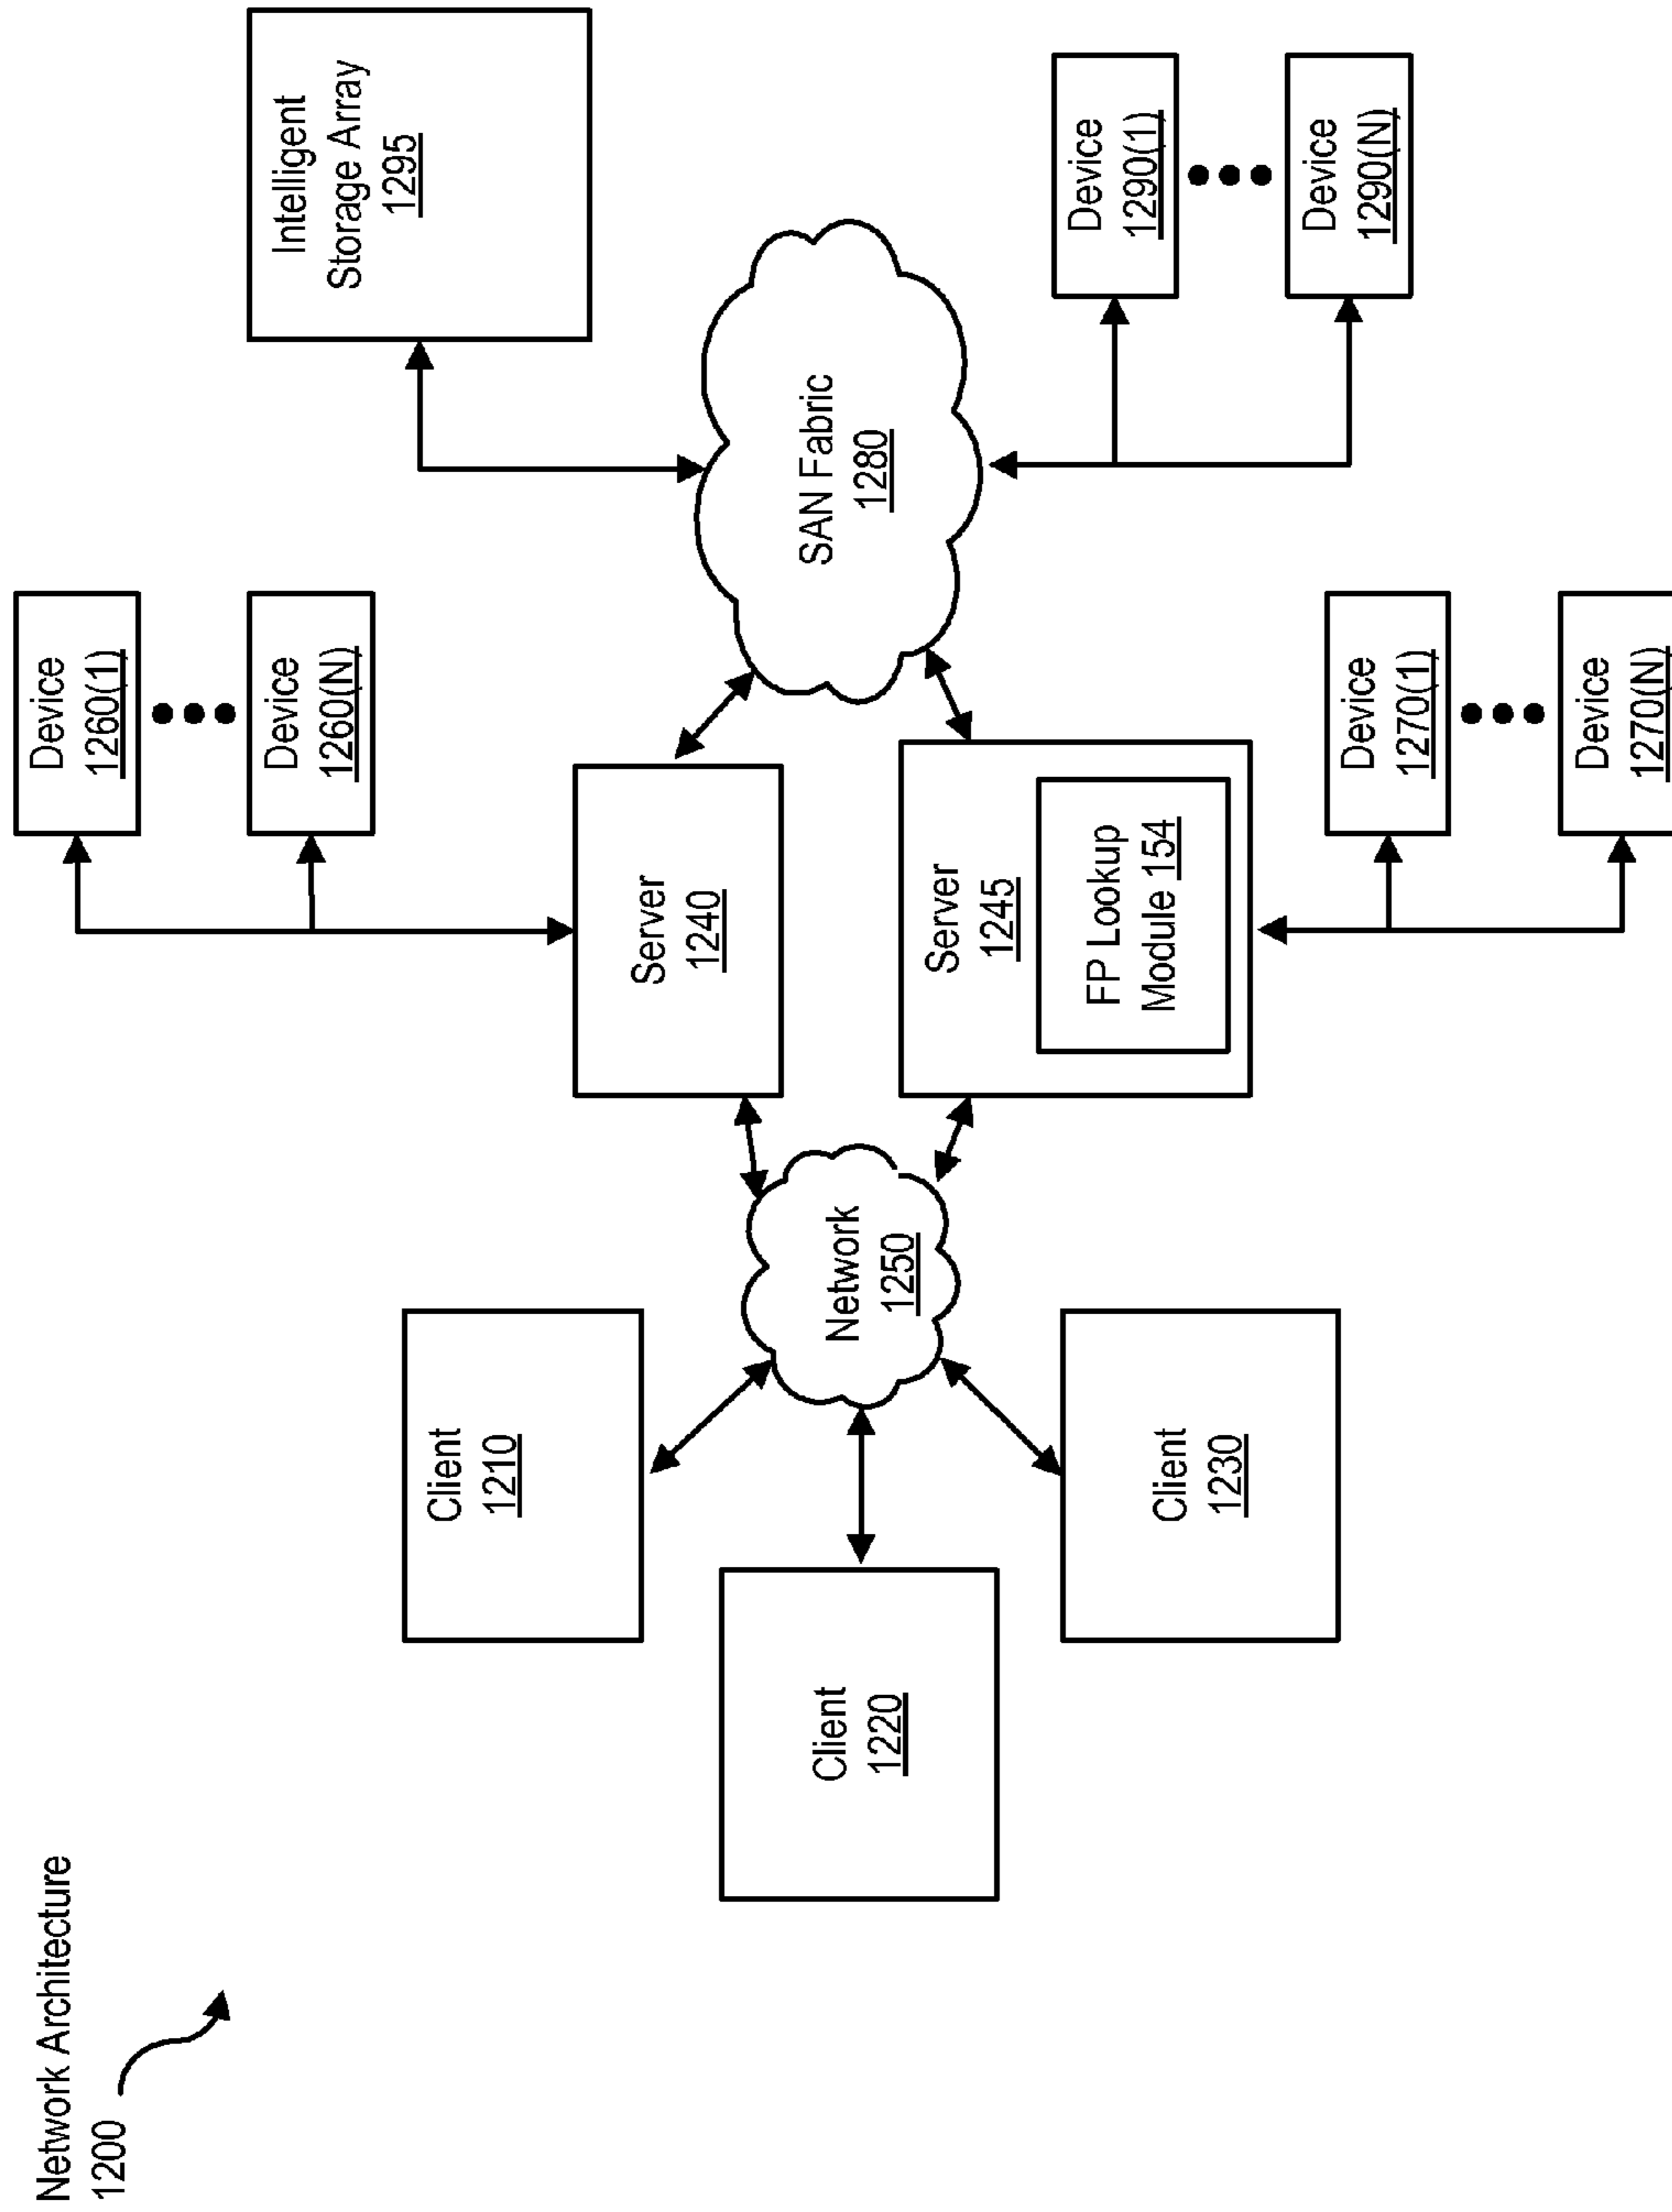 Network Architecture
1200
Client
1210
Client
1220
Client
1230
Network
1250
Server
1240
Server
1245
FP Lookup
Module 154
Device
1260(1)
Device
1260(N)
Device
1270(1)
Device
1270(N)
SAN Fabric
1280
Intelligent
Storage Array
1295
Device
1290(1)
Device
1290(N)